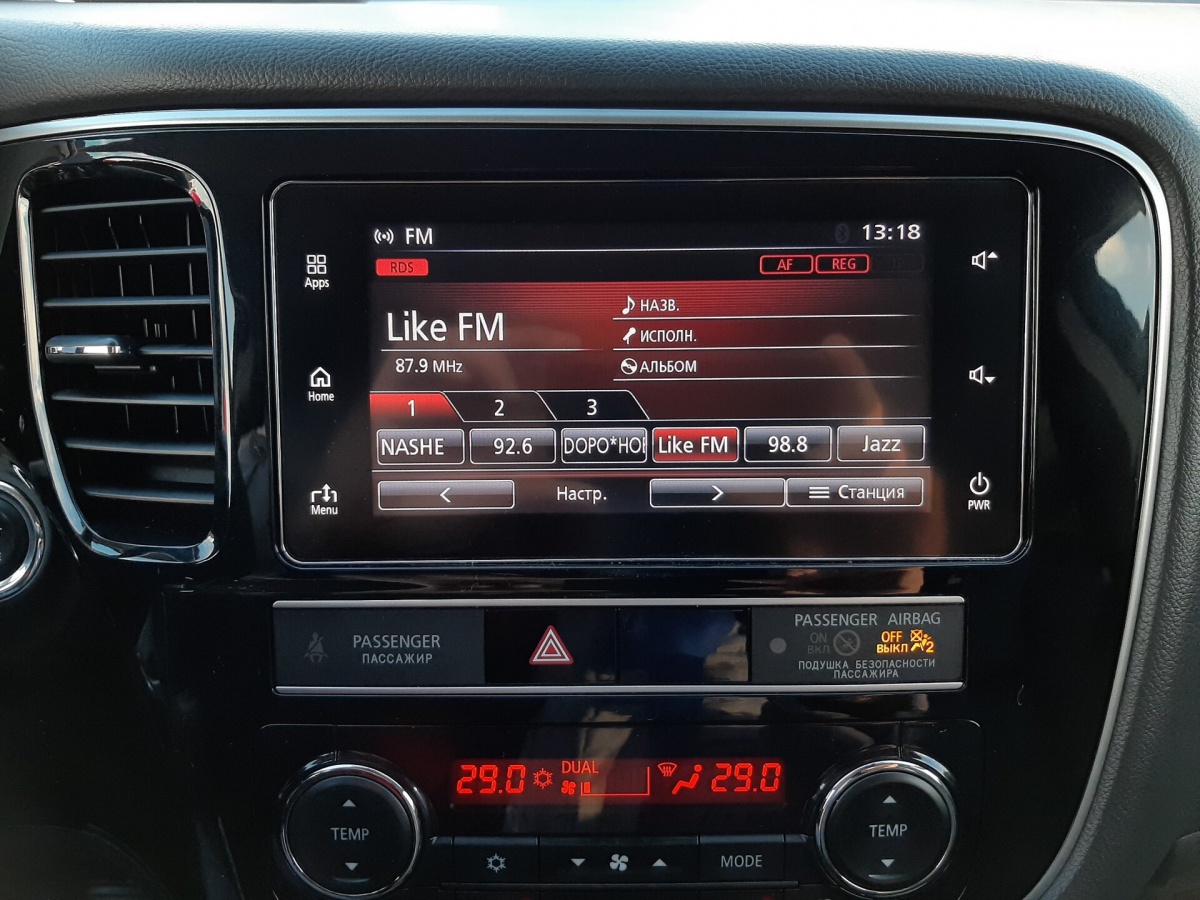 FM
13:18
RDS
AF REG
Apps
Like FM
87.9 MHz
НАЗВ.
ИСПОЛН.
АЛЬБОМ
Home
1 2 3
NASHE 92.6 DOPO*НОЕ Like FM 98.8 Jazz
Menu
< Настр. > Станция
PWR
PASSENGER
ПАССАЖИР
PASSENGER AIRBAG
ON
ВКЛ
OFF
ВЫКЛ
2
ПОДУШКА БЕЗОПАСНОСТИ
ПАССАЖИРА
29.0 DUAL 29.0
TEMP
MODE
TEMP